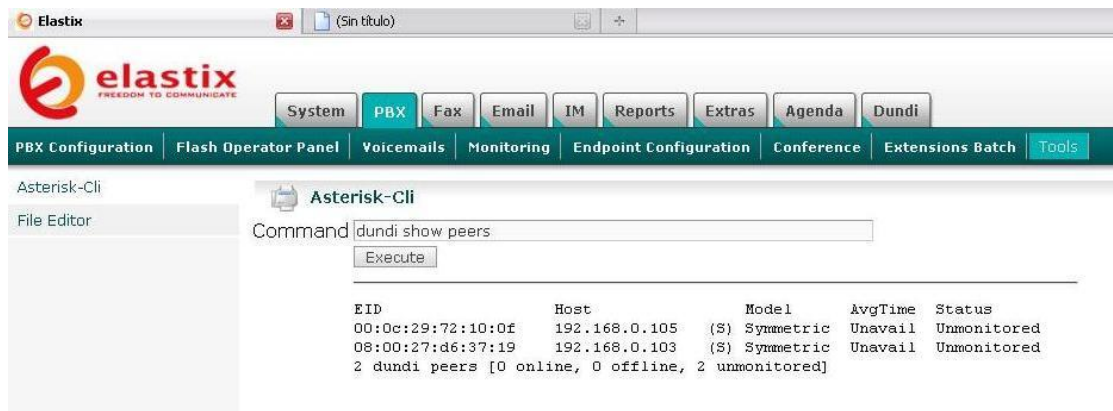 Elastix
(Sin título)
elastix
FREEDOM TO COMMUNICATE
System PBX Fax Email IM Reports Extras Agenda Dundi
PBX Configuration Flash Operator Panel Voicemails Monitoring Endpoint Configuration Conference Extensions Batch Tools
Asterisk-Cli
File Editor
Asterisk-Cli
Command dundi show peers
Execute
EID Host Model AvgTime Status
00:0c:29:72:10:0f 192.168.0.105 (S) Symmetric Unavail Unmonitored
08:00:27:d6:37:19 192.168.0.103 (S) Symmetric Unavail Unmonitored
2 dundi peers [0 online, 0 offline, 2 unmonitored]